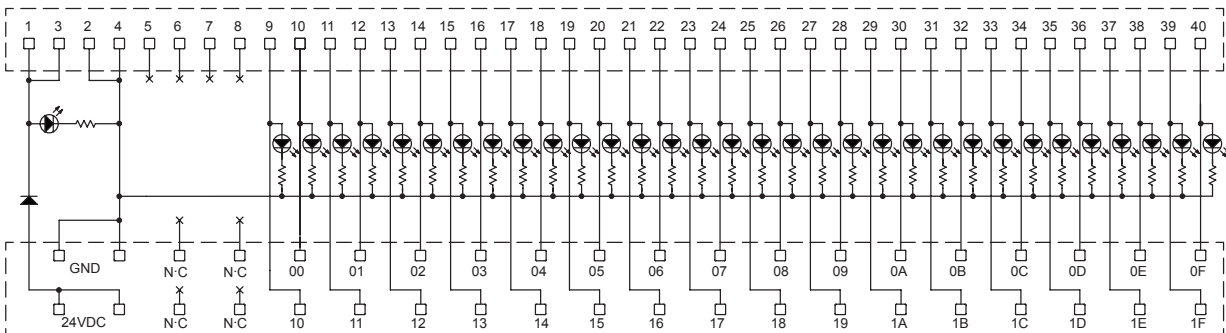 1 3 2 4 5 6 7 8 9 10 11 12 13 14 15 16 17 18 19 20 21 22 23 24 25 26 27 28 29 30 31 32 33 34 35 36 37 38 39 40
GND N·C N·C 00 01 02 03 04 05 06 07 08 09 0A 0B 0C 0D 0E 0F
24VDC N·C N·C 10 11 12 13 14 15 16 17 18 19 1A 1B 1C 1D 1E 1F